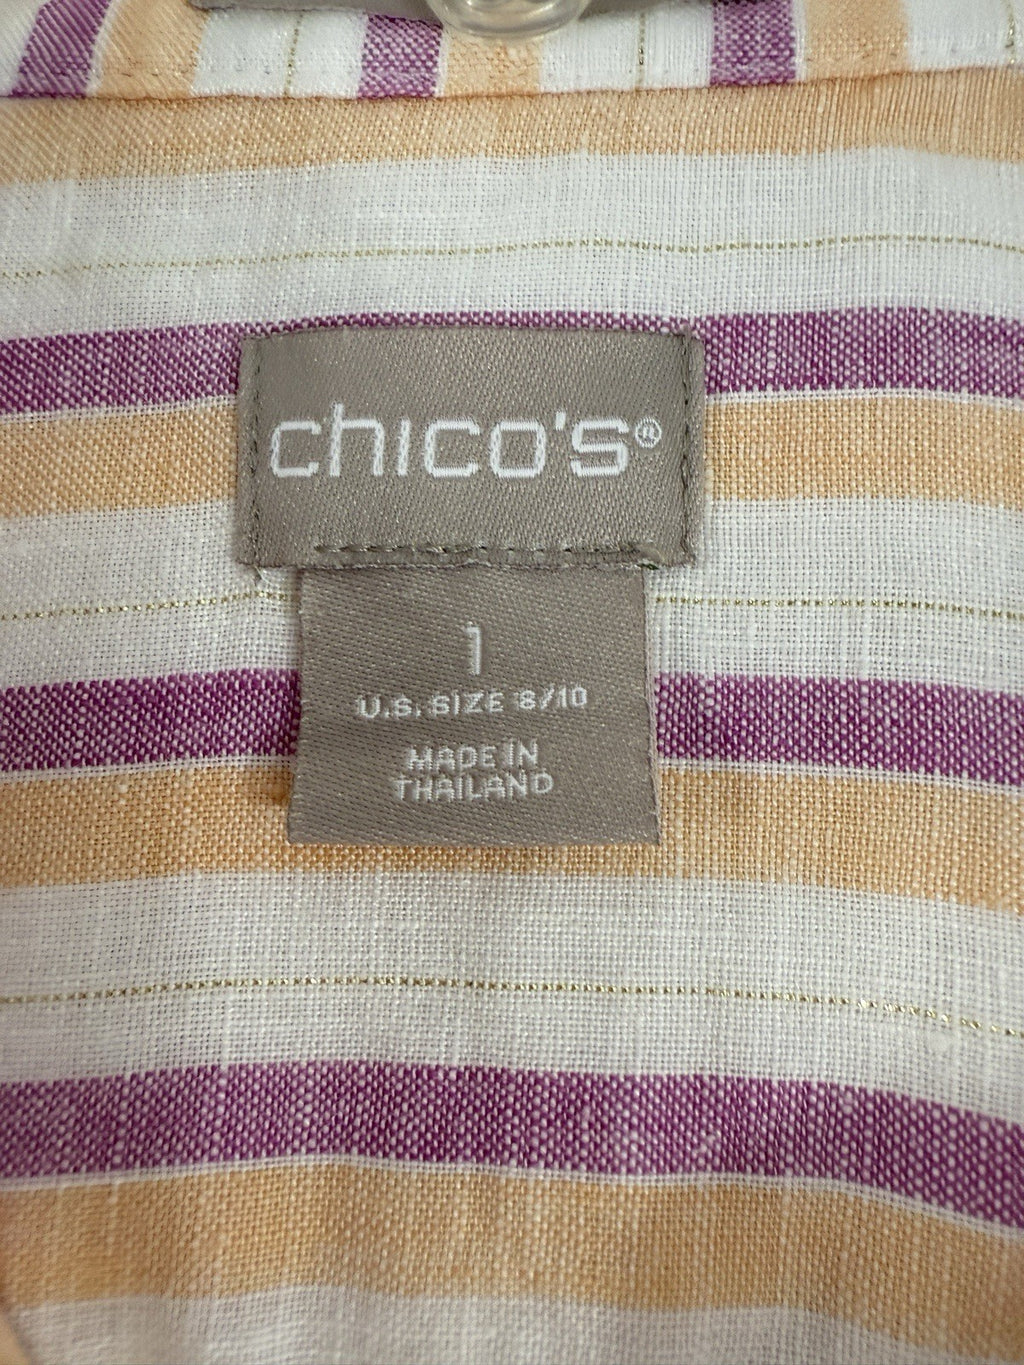 chico's®
1
U.S. SIZE 8/10
MADE IN
THAILAND